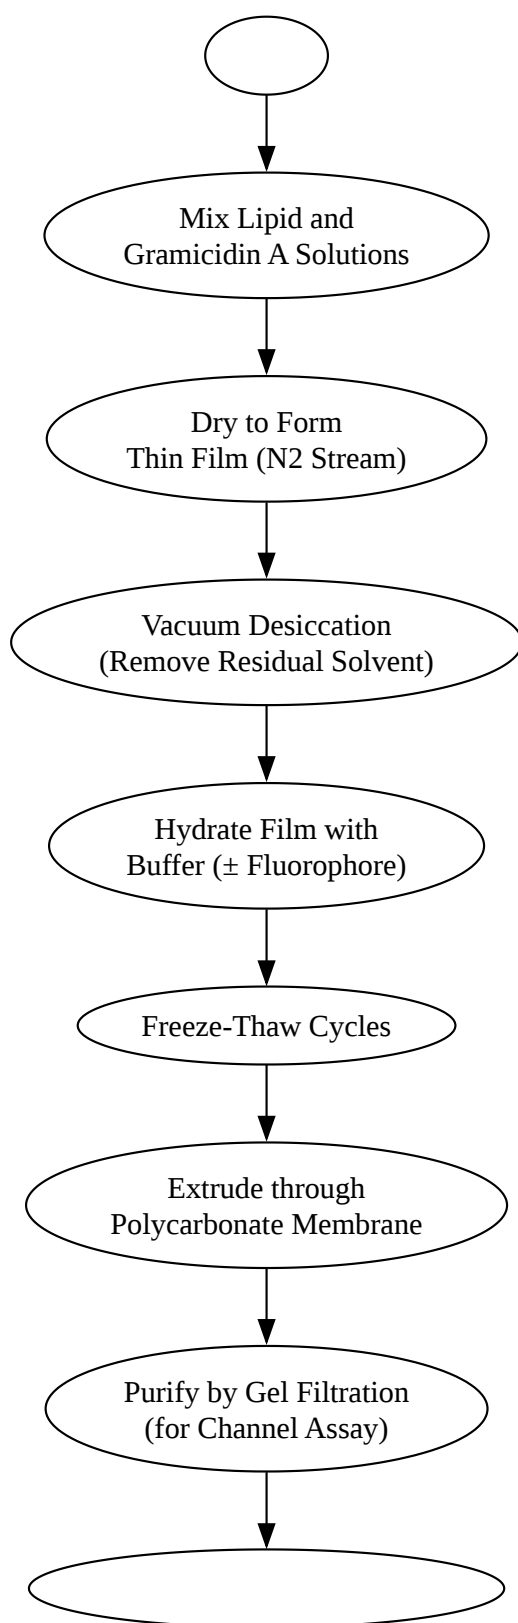 Mix Lipid and
Gramicidin A Solutions
Dry to Form
Thin Film (N2 Stream)
Vacuum Desiccation
(Remove Residual Solvent)
Hydrate Film with
Buffer (± Fluorophore)
Freeze-Thaw Cycles
Extrude through
Polycarbonate Membrane
Purify by Gel Filtration
(for Channel Assay)